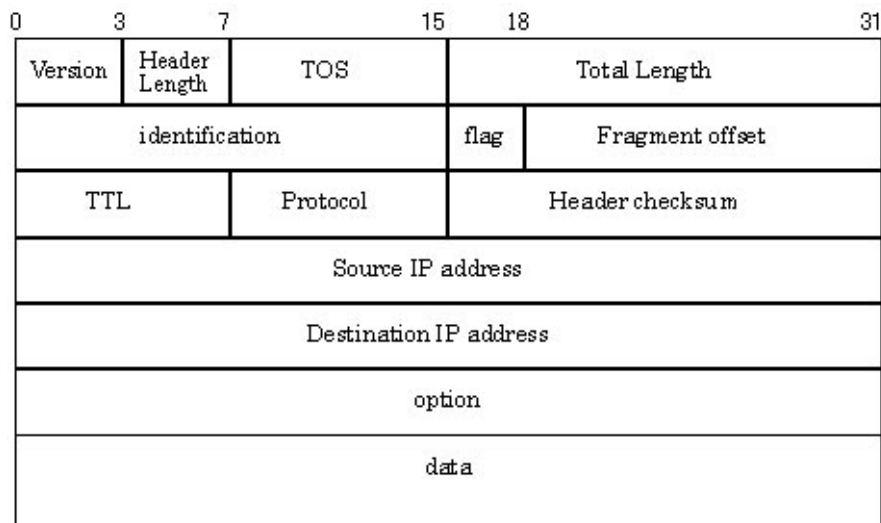 0 3 7 15 18 31
Version Header Length TOS Total Length
identification flag Fragment offset
TTL Protocol Header checksum
Source IP address
Destination IP address
option
data